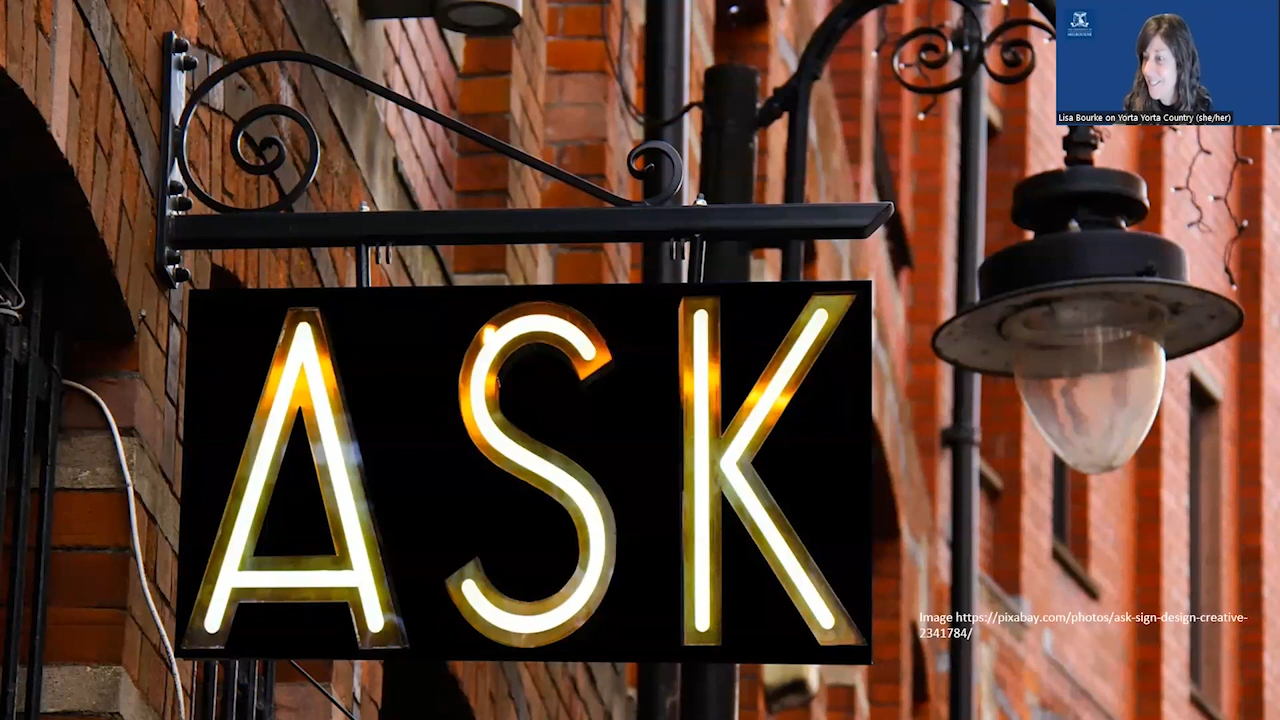 MELBOURNE
Lisa Bourke on Yorta Yorta Country (she/her)
ASK
Image https://pixabay.com/photos/ask-sign-design-creative-
2341784/